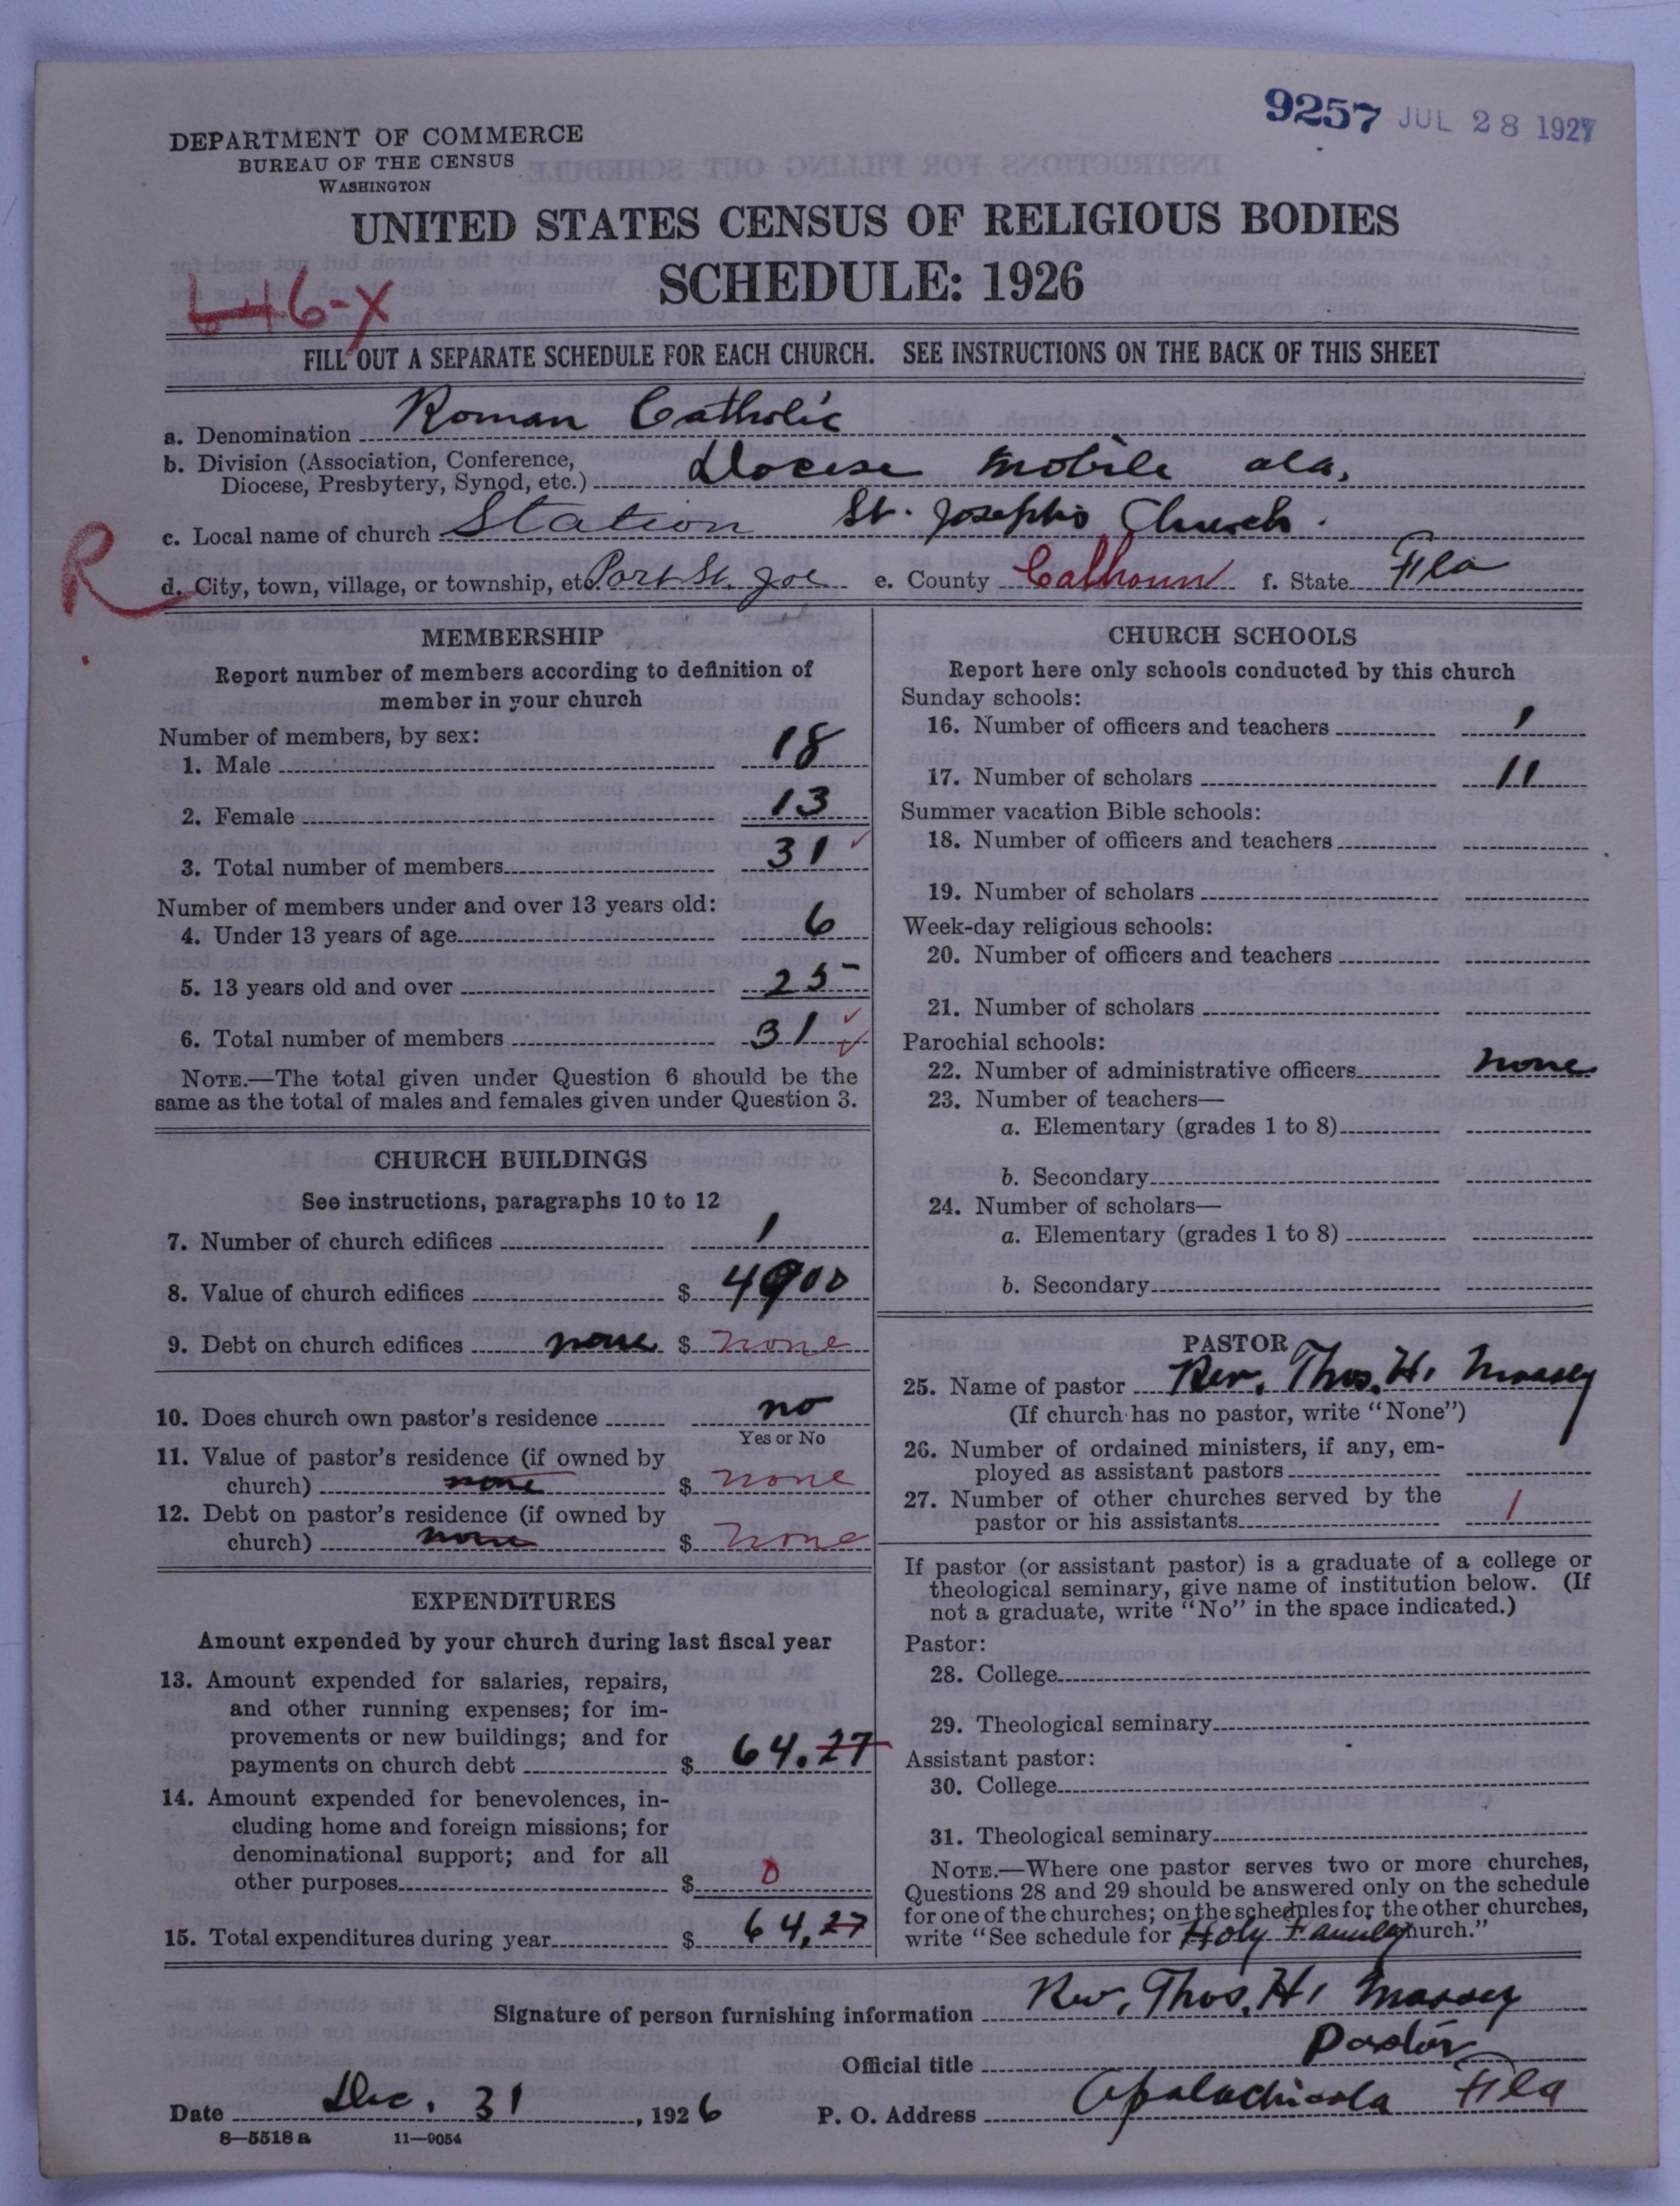 9257 JUL 28 1927
DEPARTMENT OF COMMERCE
BUREAU OF THE CENSUS
WASHINGTON
UNITED STATES CENSUS OF RELIGIOUS BODIES
SCHEDULE: 1926
46-X
FILL OUT A SEPARATE SCHEDULE FOR EACH CHURCH. SEE INSTRUCTIONS ON THE BACK OF THIS SHEET
a. Denomination Roman Catholic
b. Division (Association, Conference,
Diocese, Presbytery, Synod, etc.) Diocese Mobile Ala.
c. Local name of church Station St. Joseph's Church.
R
d. City, town, village, or township, etc. Port St. Joe e. County Calhoun f. State Fla
MEMBERSHIP
Report number of members according to definition of
member in your church
Number of members, by sex:
1. Male 18
2. Female 13
3. Total number of members 31
Number of members under and over 13 years old:
4. Under 13 years of age 6
5. 13 years old and over 25
6. Total number of members 31
NOTE.—The total given under Question 6 should be the
same as the total of males and females given under Question 3.
CHURCH BUILDINGS
See instructions, paragraphs 10 to 12
7. Number of church edifices 1
8. Value of church edifices $ 4900
9. Debt on church edifices none $ none
10. Does church own pastor's residence no
Yes or No
11. Value of pastor's residence (if owned by
church) none $ none
12. Debt on pastor's residence (if owned by
church) none $ none
EXPENDITURES
Amount expended by your church during last fiscal year
13. Amount expended for salaries, repairs,
and other running expenses; for im-
provements or new buildings; and for
payments on church debt $ 64.27
14. Amount expended for benevolences, in-
cluding home and foreign missions; for
denominational support; and for all
other purposes $ 0
15. Total expenditures during year $ 64.27
CHURCH SCHOOLS
Report here only schools conducted by this church
Sunday schools:
16. Number of officers and teachers 1
17. Number of scholars 11
Summer vacation Bible schools:
18. Number of officers and teachers
19. Number of scholars
Week-day religious schools:
20. Number of officers and teachers
21. Number of scholars
Parochial schools:
22. Number of administrative officers none
23. Number of teachers—
a. Elementary (grades 1 to 8)
b. Secondary
24. Number of scholars—
a. Elementary (grades 1 to 8)
b. Secondary
PASTOR
25. Name of pastor Rev. Thos. H. Massey
(If church has no pastor, write "None")
26. Number of ordained ministers, if any, em-
ployed as assistant pastors
27. Number of other churches served by the
pastor or his assistants 1
If pastor (or assistant pastor) is a graduate of a college or
theological seminary, give name of institution below. (If
not a graduate, write "No" in the space indicated.)
Pastor:
28. College
29. Theological seminary
Assistant pastor:
30. College
31. Theological seminary
NOTE.—Where one pastor serves two or more churches,
Questions 28 and 29 should be answered only on the schedule
for one of the churches; on the schedules for the other churches,
write "See schedule for Holy Family Church."
Signature of person furnishing information Rev. Thos. H. Massey
Official title Pastor
Date Dec. 31, 1926 P. O. Address Apalachicola Fla
8—5518 a 11—9054